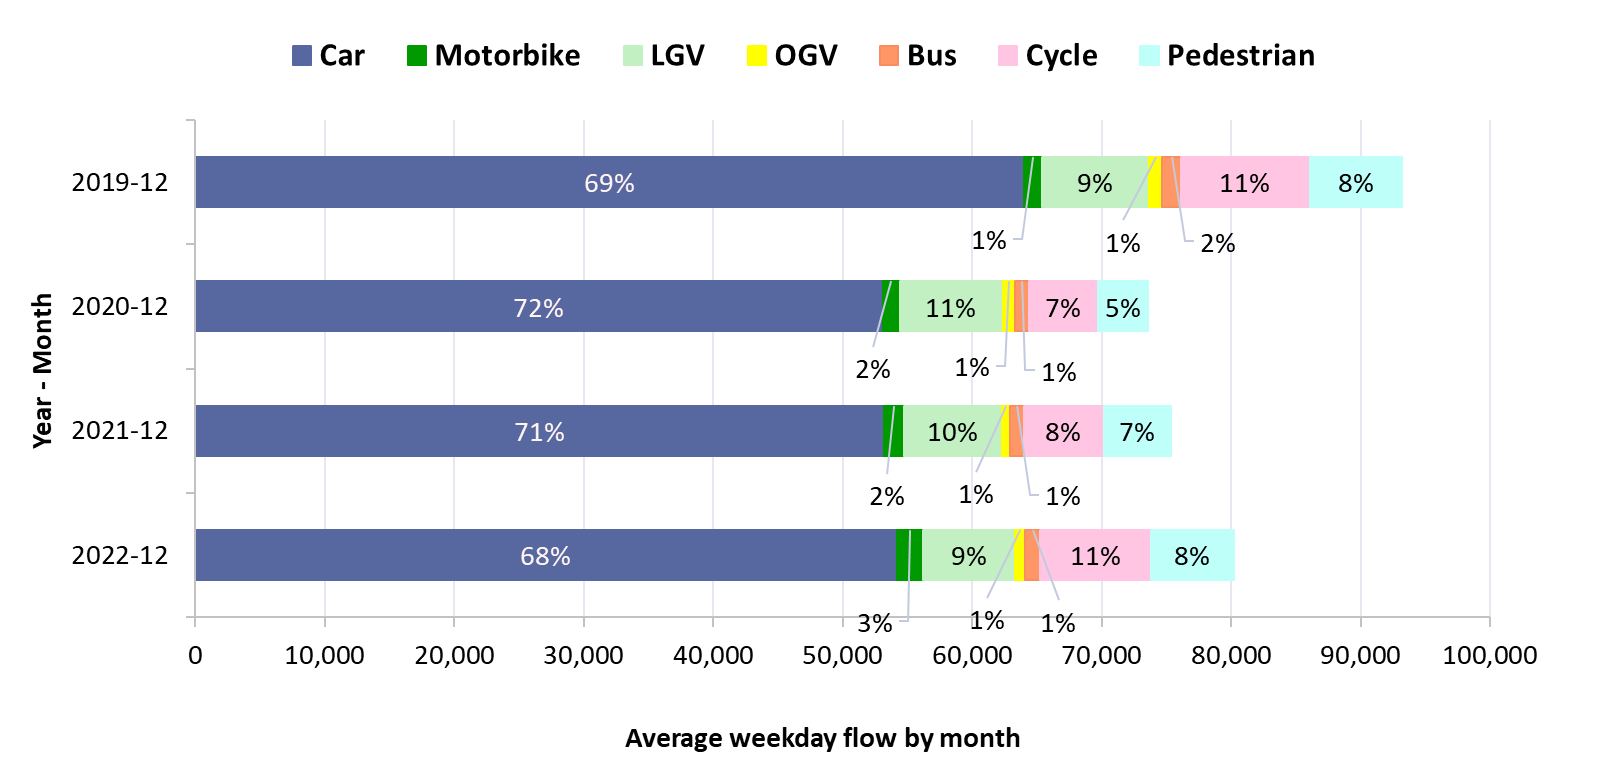 Car Motorbike LGV OGV Bus Cycle Pedestrian
2019-12 69% 9% 11% 8%
1% 1% 2%
2020-12 72% 11% 7% 5%
2% 1% 1%
2021-12 71% 10% 8% 7%
2% 1% 1%
2022-12 68% 9% 11% 8%
3% 1% 1%
0 10,000 20,000 30,000 40,000 50,000 60,000 70,000 80,000 90,000 100,000
Year - Month
Average weekday flow by month